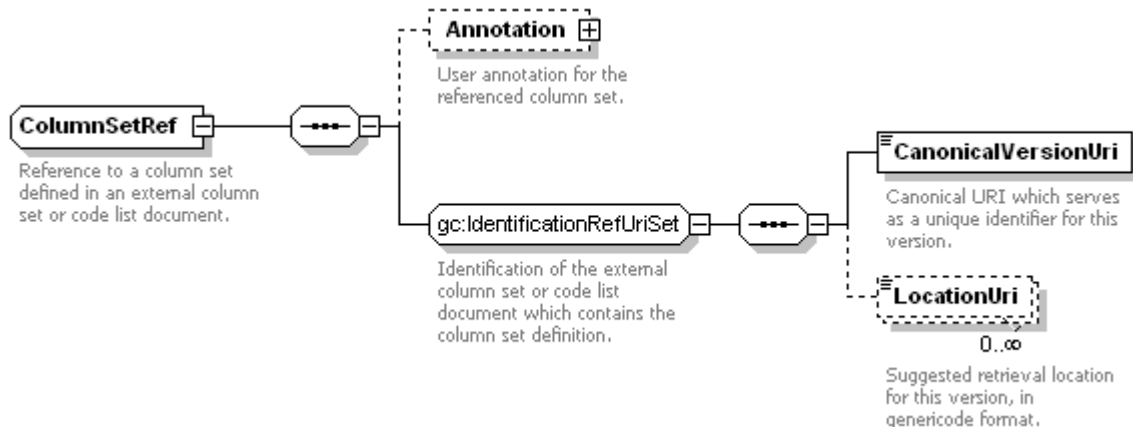 Annotation
User annotation for the
referenced column set.
ColumnSetRef
Reference to a column set
defined in an external column
set or code list document.
CanonicalVersionUri
Canonical URI which serves
as a unique identifier for this
version.
gc:IdentificationRefUriSet
Identification of the external
column set or code list
document which contains the
column set definition.
LocationUri
0..∞
Suggested retrieval location
for this version, in
genericode format.